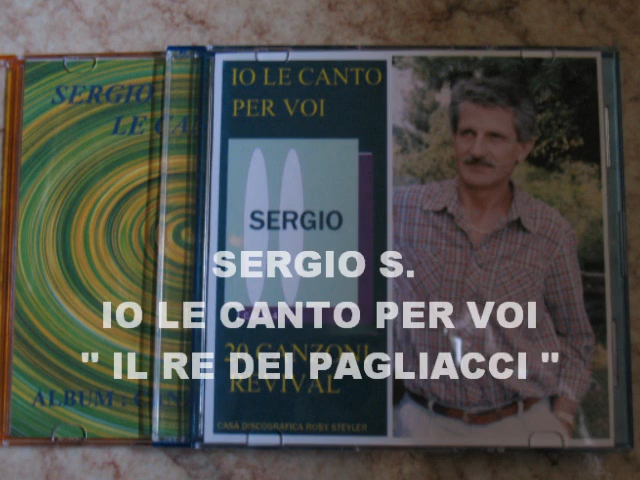 SERGIO
LE CA
IO LE CANTO
PER VOI
SERGIO
SERGIO S.
IO LE CANTO PER VOI
" IL RE DEI PAGLIACCI "
20 CANZONI
REVIVAL
ALBUM :
CASA DISCOGRAFICA ROBY STEYLER